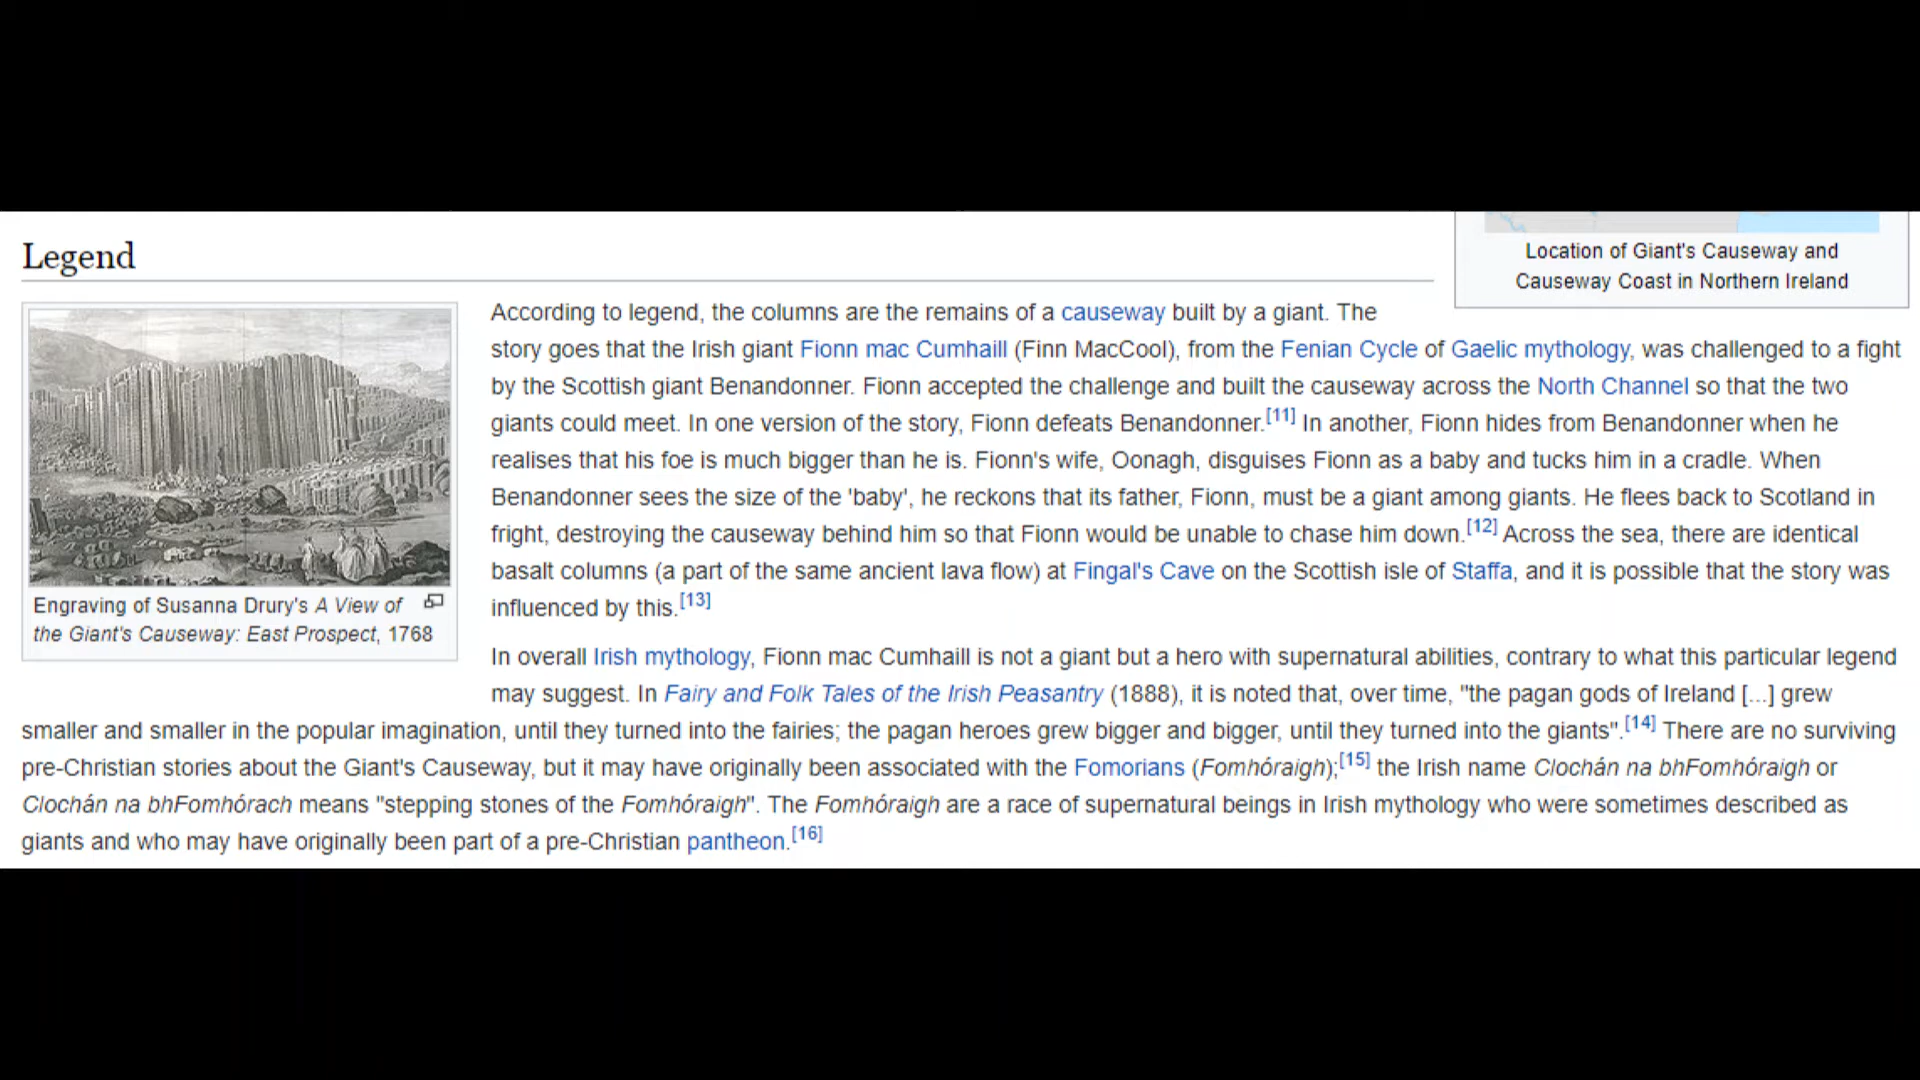 Legend
Location of Giant's Causeway and
Causeway Coast in Northern Ireland
Engraving of Susanna Drury's A View of
the Giant's Causeway: East Prospect, 1768
According to legend, the columns are the remains of a causeway built by a giant. The
story goes that the Irish giant Fionn mac Cumhaill (Finn MacCool), from the Fenian Cycle of Gaelic mythology, was challenged to a fight
by the Scottish giant Benandonner. Fionn accepted the challenge and built the causeway across the North Channel so that the two
giants could meet. In one version of the story, Fionn defeats Benandonner.[11] In another, Fionn hides from Benandonner when he
realises that his foe is much bigger than he is. Fionn's wife, Oonagh, disguises Fionn as a baby and tucks him in a cradle. When
Benandonner sees the size of the 'baby', he reckons that its father, Fionn, must be a giant among giants. He flees back to Scotland in
fright, destroying the causeway behind him so that Fionn would be unable to chase him down.[12] Across the sea, there are identical
basalt columns (a part of the same ancient lava flow) at Fingal's Cave on the Scottish isle of Staffa, and it is possible that the story was
influenced by this.[13]
In overall Irish mythology, Fionn mac Cumhaill is not a giant but a hero with supernatural abilities, contrary to what this particular legend
may suggest. In Fairy and Folk Tales of the Irish Peasantry (1888), it is noted that, over time, "the pagan gods of Ireland [...] grew
smaller and smaller in the popular imagination, until they turned into the fairies; the pagan heroes grew bigger and bigger, until they turned into the giants".[14] There are no surviving
pre-Christian stories about the Giant's Causeway, but it may have originally been associated with the Fomorians (Fomhóraigh);[15] the Irish name Clochán na bhFomhóraigh or
Clochán na bhFomhórach means "stepping stones of the Fomhóraigh". The Fomhóraigh are a race of supernatural beings in Irish mythology who were sometimes described as
giants and who may have originally been part of a pre-Christian pantheon.[16]